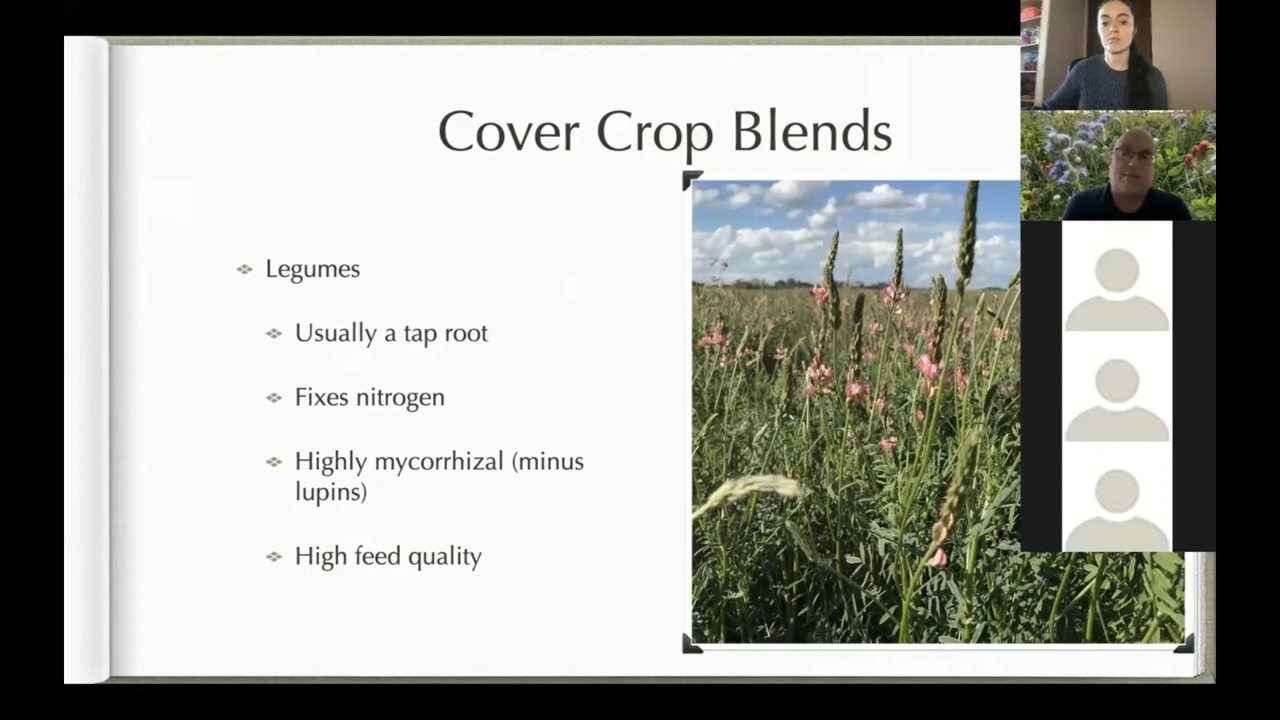 Cover Crop Blends
Legumes
Usually a tap root
Fixes nitrogen
Highly mycorrhizal (minus
lupins)
High feed quality